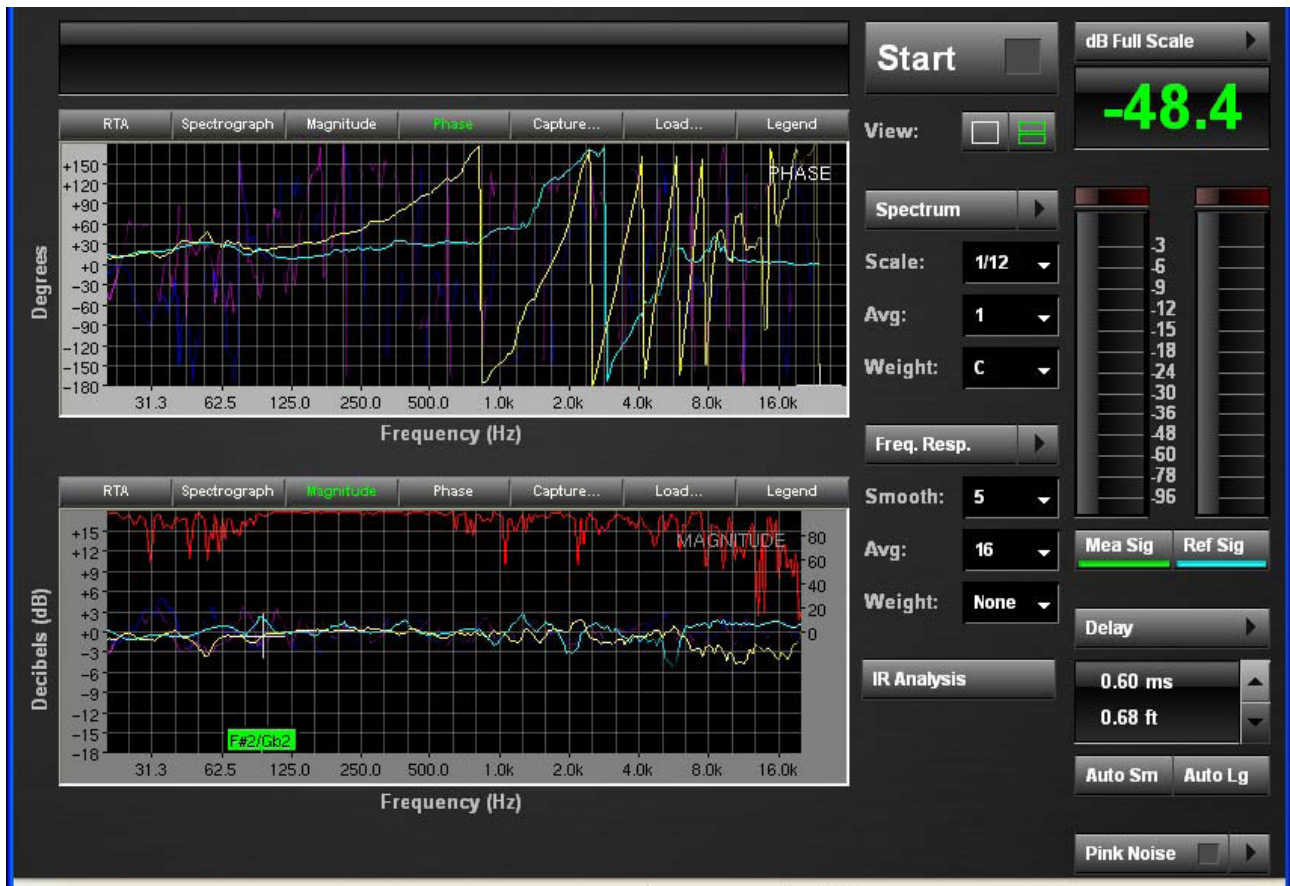 Start
dB Full Scale
-48.4
RTA Spectrograph Magnitude Phase Capture... Load... Legend
View:
PHASE
+150
+120
+90
+60
+30
+0
-30
-60
-90
-120
-150
-180
Degrees
31.3 62.5 125.0 250.0 500.0 1.0k 2.0k 4.0k 8.0k 16.0k
Frequency (Hz)
Spectrum
Scale: 1/12
Avg: 1
Weight: C
-3
-6
-9
-12
-15
-18
-24
-30
-36
-48
-60
-78
-96
Freq. Resp.
Smooth: 5
Avg: 16
Weight: None
Mea Sig Ref Sig
RTA Spectrograph Magnitude Phase Capture... Load... Legend
MAGNITUDE
+15
+12
+9
+6
+3
+0
-3
-6
-9
-12
-15
-18
80
60
40
20
0
Decibels (dB)
F#2/Gb2
31.3 62.5 125.0 250.0 500.0 1.0k 2.0k 4.0k 8.0k 16.0k
Frequency (Hz)
IR Analysis
Delay
0.60 ms
0.68 ft
Auto Sm Auto Lg
Pink Noise